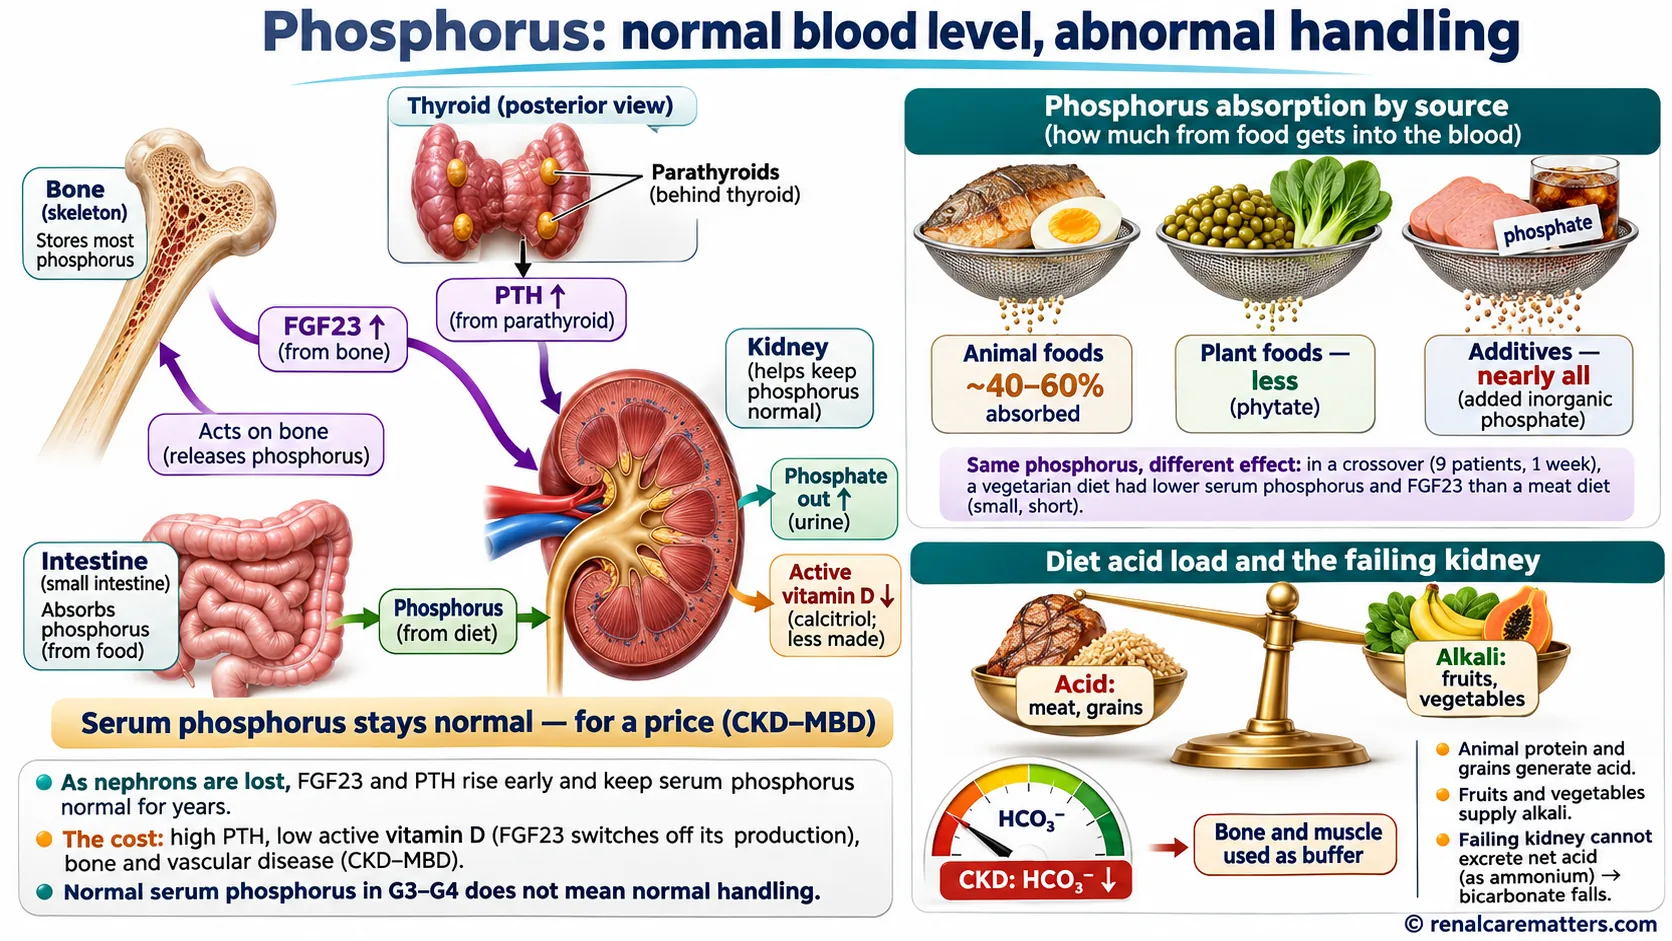 Phosphorus: normal blood level, abnormal handling
Thyroid (posterior view)
Parathyroids
(behind thyroid)
Bone
(skeleton)
Stores most
phosphorus
PTH ↑
(from parathyroid)
FGF23 ↑
(from bone)
Kidney
(helps keep
phosphorus
normal)
Acts on bone
(releases phosphorus)
Phosphate
out ↑
(urine)
Intestine
(small intestine)
Absorbs
phosphorus
(from food)
Phosphorus
(from diet)
Active
vitamin D ↓
(calcitriol;
less made)
Serum phosphorus stays normal — for a price (CKD–MBD)
As nephrons are lost, FGF23 and PTH rise early and keep serum phosphorus
normal for years.
The cost: high PTH, low active vitamin D (FGF23 switches off its production),
bone and vascular disease (CKD–MBD).
Normal serum phosphorus in G3–G4 does not mean normal handling.
Phosphorus absorption by source
(how much from food gets into the blood)
phosphate
Animal foods
~40–60%
absorbed
Plant foods —
less
(phytate)
Additives —
nearly all
(added inorganic
phosphate)
Same phosphorus, different effect: in a crossover (9 patients, 1 week),
a vegetarian diet had lower serum phosphorus and FGF23 than a meat diet
(small, short).
Diet acid load and the failing kidney
Acid:
meat, grains
Alkali:
fruits,
vegetables
HCO₃⁻
CKD: HCO₃⁻ ↓
Bone and muscle
used as buffer
Animal protein and
grains generate acid.
Fruits and vegetables
supply alkali.
Failing kidney cannot
excrete net acid
(as ammonium) →
bicarbonate falls.
© renalcarematters.com